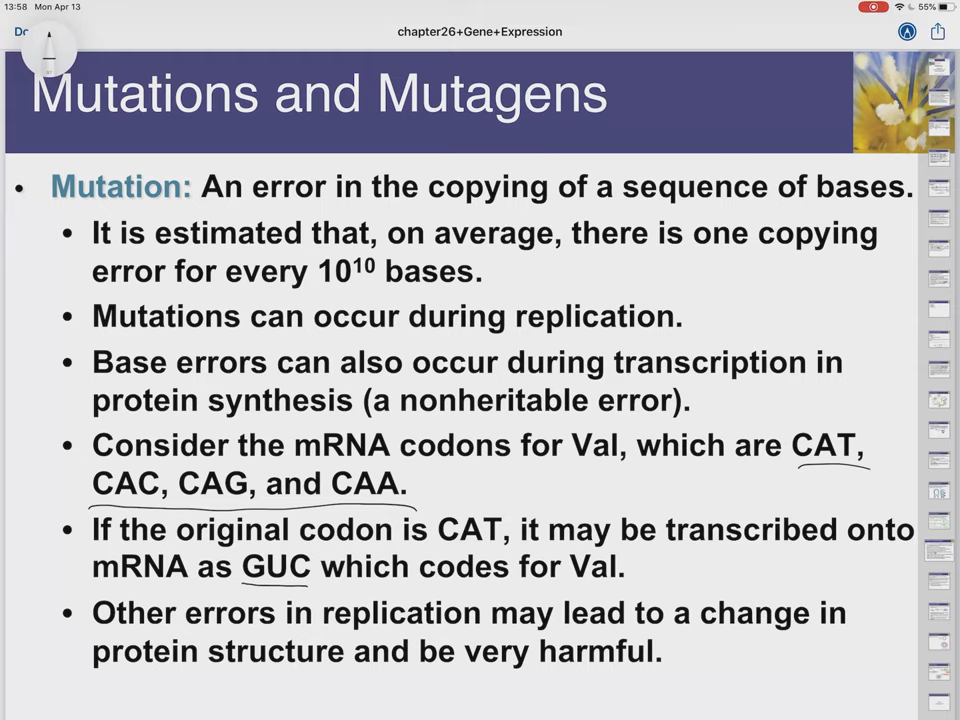 13:58 Mon Apr 13
55%
chapter26+Gene+Expression
Mutations and Mutagens
• Mutation: An error in the copying of a sequence of bases.
• It is estimated that, on average, there is one copying
error for every 10¹⁰ bases.
• Mutations can occur during replication.
• Base errors can also occur during transcription in
protein synthesis (a nonheritable error).
• Consider the mRNA codons for Val, which are CAT,
CAC, CAG, and CAA.
• If the original codon is CAT, it may be transcribed onto
mRNA as GUC which codes for Val.
• Other errors in replication may lead to a change in
protein structure and be very harmful.